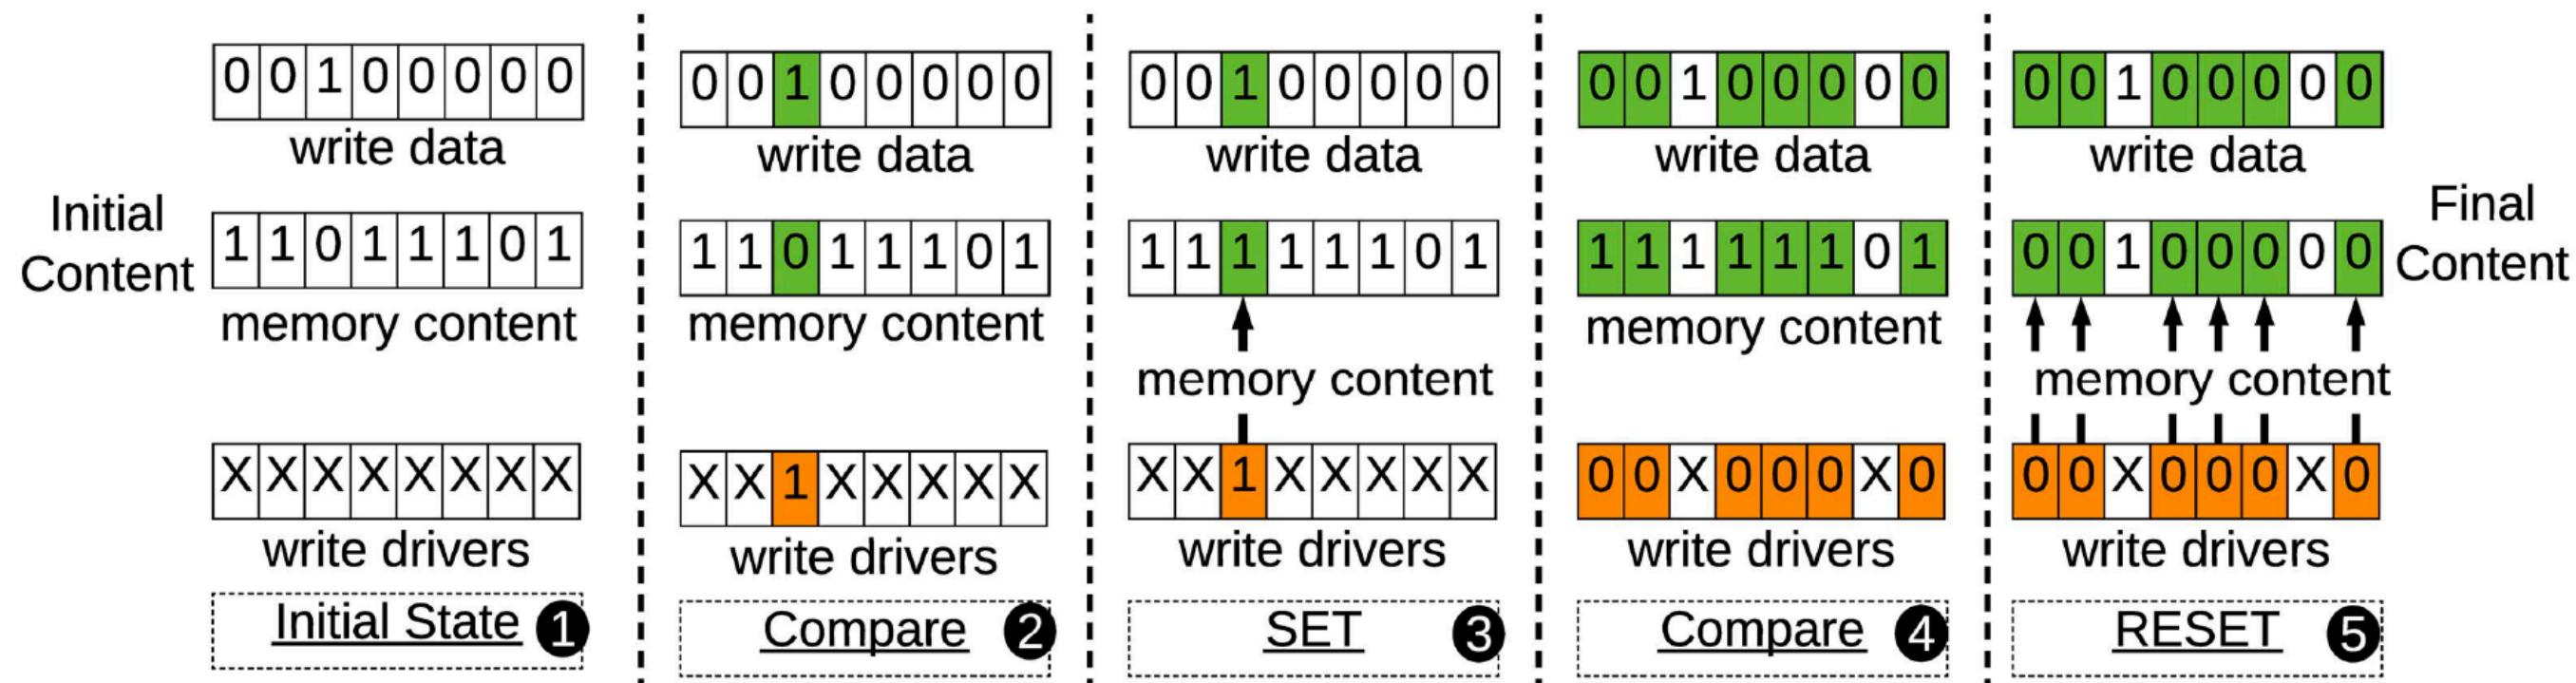 0 0 1 0 0 0 0 0
write data
Initial
Content
1 1 0 1 1 1 0 1
memory content
X X X X X X X X
write drivers
Initial State 1
0 0 1 0 0 0 0 0
write data
1 1 0 1 1 1 0 1
memory content
X X 1 X X X X X
write drivers
Compare 2
0 0 1 0 0 0 0 0
write data
1 1 1 1 1 1 0 1
memory content
X X 1 X X X X X
write drivers
SET 3
0 0 1 0 0 0 0 0
write data
1 1 1 1 1 1 0 1
memory content
0 0 X 0 0 0 X 0
write drivers
Compare 4
0 0 1 0 0 0 0 0
write data
0 0 1 0 0 0 0 0
Final
Content
memory content
0 0 X 0 0 0 X 0
write drivers
RESET 5